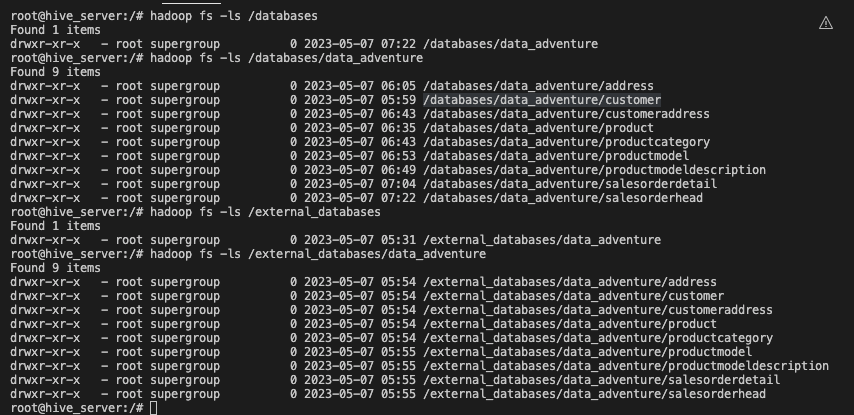 root@hive_server:/# hadoop fs -ls /databases
Found 1 items
drwxr-xr-x   - root supergroup          0 2023-05-07 07:22 /databases/data_adventure
root@hive_server:/# hadoop fs -ls /databases/data_adventure
Found 9 items
drwxr-xr-x   - root supergroup          0 2023-05-07 06:05 /databases/data_adventure/address
drwxr-xr-x   - root supergroup          0 2023-05-07 05:59 /databases/data_adventure/customer
drwxr-xr-x   - root supergroup          0 2023-05-07 06:43 /databases/data_adventure/customeraddress
drwxr-xr-x   - root supergroup          0 2023-05-07 06:35 /databases/data_adventure/product
drwxr-xr-x   - root supergroup          0 2023-05-07 06:43 /databases/data_adventure/productcategory
drwxr-xr-x   - root supergroup          0 2023-05-07 06:53 /databases/data_adventure/productmodel
drwxr-xr-x   - root supergroup          0 2023-05-07 06:49 /databases/data_adventure/productmodeldescription
drwxr-xr-x   - root supergroup          0 2023-05-07 07:04 /databases/data_adventure/salesorderdetail
drwxr-xr-x   - root supergroup          0 2023-05-07 07:22 /databases/data_adventure/salesorderhead
root@hive_server:/# hadoop fs -ls /external_databases
Found 1 items
drwxr-xr-x   - root supergroup          0 2023-05-07 05:31 /external_databases/data_adventure
root@hive_server:/# hadoop fs -ls /external_databases/data_adventure
Found 9 items
drwxr-xr-x   - root supergroup          0 2023-05-07 05:54 /external_databases/data_adventure/address
drwxr-xr-x   - root supergroup          0 2023-05-07 05:54 /external_databases/data_adventure/customer
drwxr-xr-x   - root supergroup          0 2023-05-07 05:54 /external_databases/data_adventure/customeraddress
drwxr-xr-x   - root supergroup          0 2023-05-07 05:54 /external_databases/data_adventure/product
drwxr-xr-x   - root supergroup          0 2023-05-07 05:54 /external_databases/data_adventure/productcategory
drwxr-xr-x   - root supergroup          0 2023-05-07 05:55 /external_databases/data_adventure/productmodel
drwxr-xr-x   - root supergroup          0 2023-05-07 05:55 /external_databases/data_adventure/productmodeldescription
drwxr-xr-x   - root supergroup          0 2023-05-07 05:55 /external_databases/data_adventure/salesorderdetail
drwxr-xr-x   - root supergroup          0 2023-05-07 05:55 /external_databases/data_adventure/salesorderhead
root@hive_server:/#